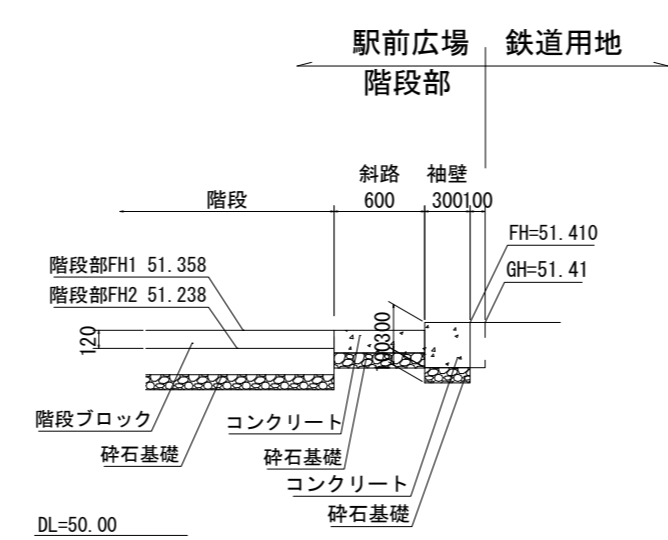 駅前広場 鉄道用地
階段部
斜路 袖壁
階段 600 300 100
FH=51.410
階段部FH1 51.358
GH=51.41
階段部FH2 51.238
120
300
階段ブロック
コンクリート
砕石基礎
砕石基礎
コンクリート
砕石基礎
DL=50.00